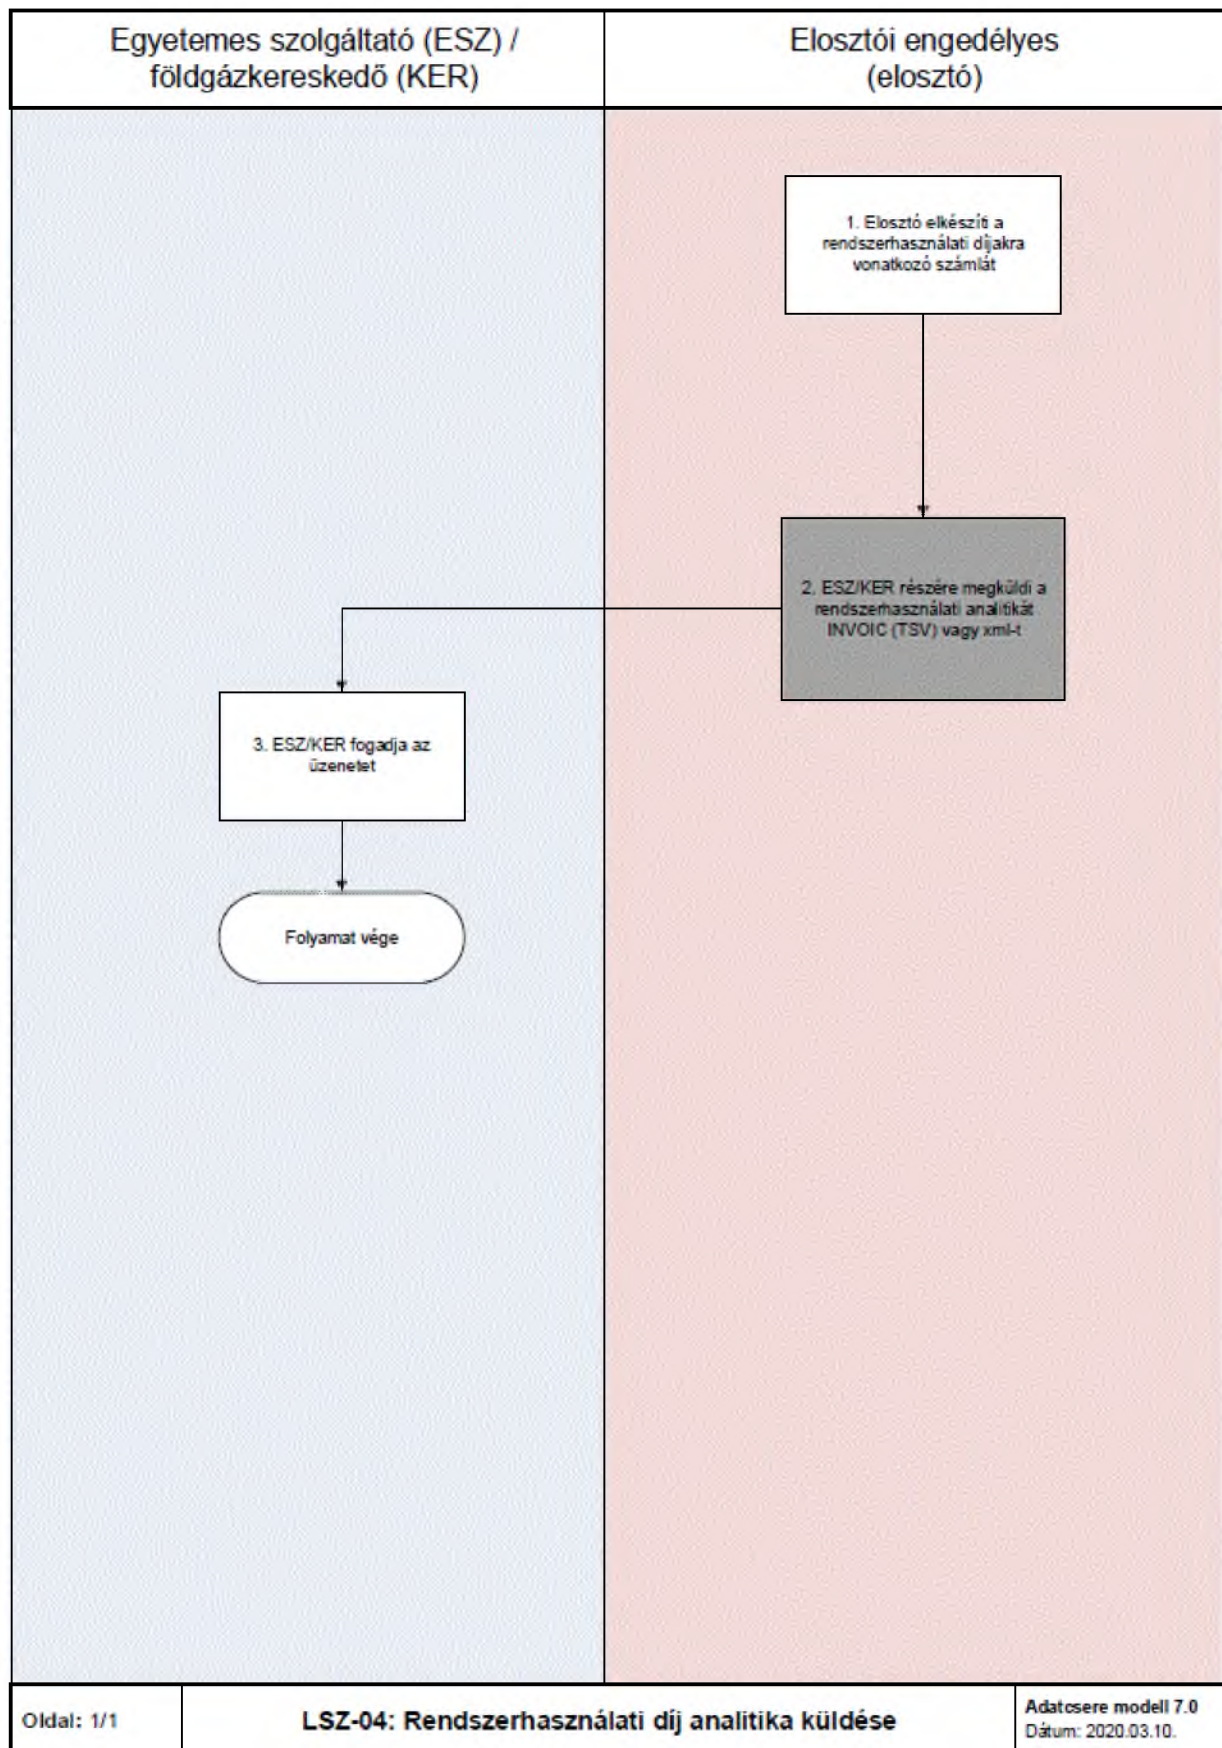 Egyetemes szolgáltató (ESZ) /
földgázkereskedő (KER)
Elosztói engedélyes
(elosztó)
1. Elosztó elkészíti a
rendszerhasználati díjakra
vonatkozó számlát
2. ESZ/KER részére megküldi a
rendszerhasználati analitikát
INVOIC (TSV) vagy xml-t
3. ESZ/KER fogadja az
üzenetet
Folyamat vége
Oldal: 1/1
LSZ-04: Rendszerhasználati díj analitika küldése
Adatcsere modell 7.0
Dátum: 2020.03.10.